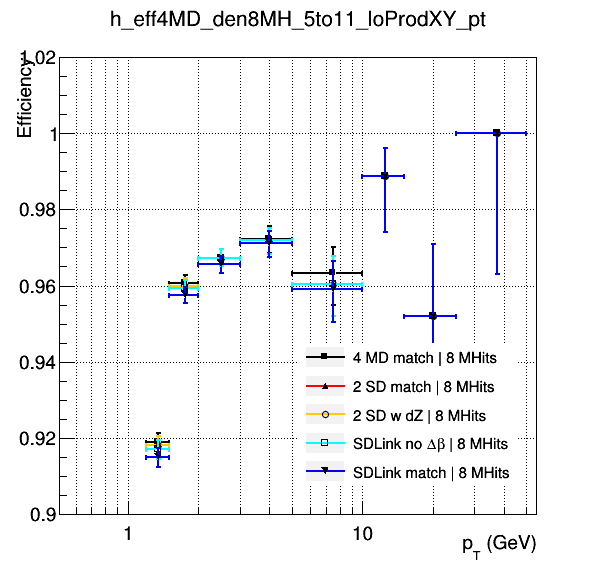 h_eff4MD_den8MH_5to11_loProdXY_pt
Efficiency
1.02
1
0.98
0.96
0.94
0.92
0.9
4 MD match | 8 MHits
2 SD match | 8 MHits
2 SD w dZ | 8 MHits
SDLink no Δβ | 8 MHits
SDLink match | 8 MHits
1
10
p_T (GeV)